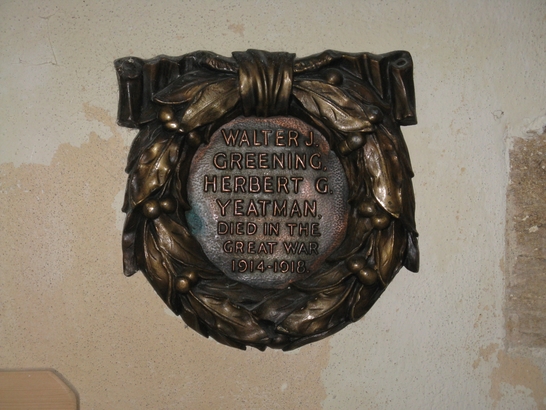 WALTER J.
GREENING.
HERBERT G.
YEATMAN.
DIED IN THE
GREAT WAR
1914-1918.